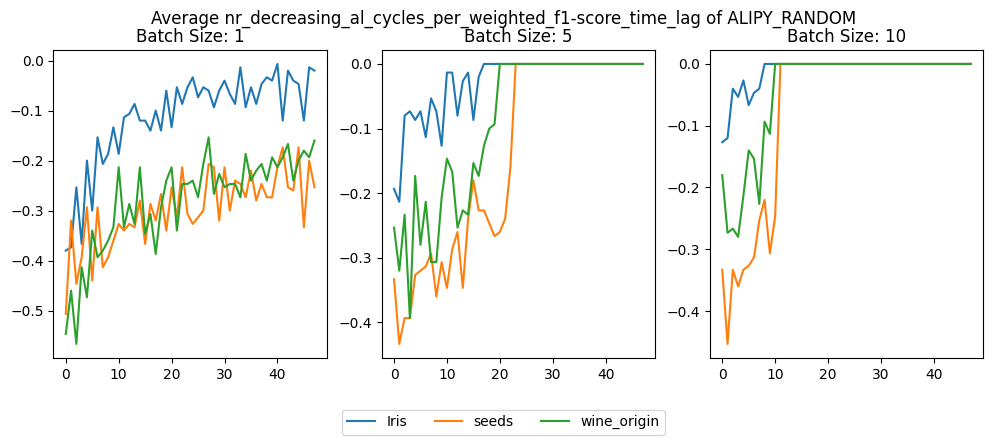 Average nr_decreasing_al_cycles_per_weighted_f1-score_time_lag of ALIPY_RANDOM
Batch Size: 1
0.0
−0.1
−0.2
−0.3
−0.4
−0.5
0 10 20 30 40
Batch Size: 5
0.0
−0.1
−0.2
−0.3
−0.4
0 10 20 30 40
Batch Size: 10
0.0
−0.1
−0.2
−0.3
−0.4
0 10 20 30 40
Iris seeds wine_origin